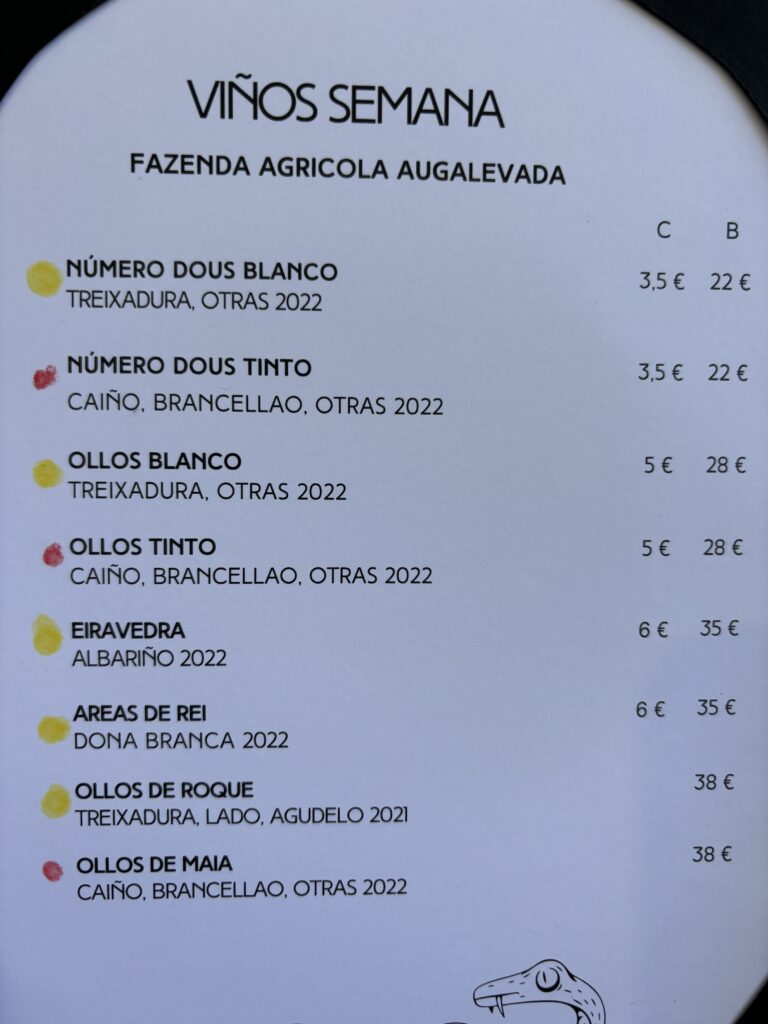 VIÑOS SEMANA
FAZENDA AGRICOLA AUGALEVADA
C B
NÚMERO DOUS BLANCO 3,5 € 22 €
TREIXADURA, OTRAS 2022
NÚMERO DOUS TINTO 3,5 € 22 €
CAIÑO, BRANCELLAO, OTRAS 2022
OLLOS BLANCO 5 € 28 €
TREIXADURA, OTRAS 2022
OLLOS TINTO 5 € 28 €
CAIÑO, BRANCELLAO, OTRAS 2022
EIRAVEDRA 6 € 35 €
ALBARIÑO 2022
AREAS DE REI 6 € 35 €
DONA BRANCA 2022
OLLOS DE ROQUE 38 €
TREIXADURA, LADO, AGUDELO 2021
OLLOS DE MAIA 38 €
CAIÑO, BRANCELLAO, OTRAS 2022